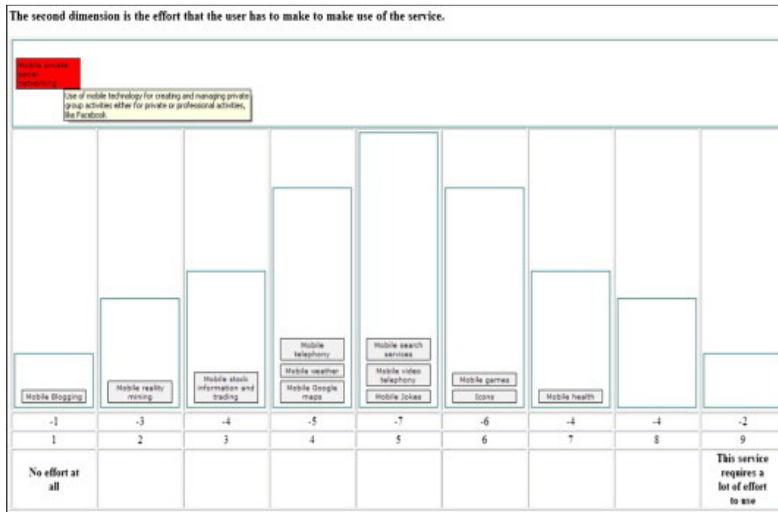 The second dimension is the effort that the user has to make to make use of the service.
Mobile private
social
networking
Use of mobile technology for creating and managing private
group activities either for private or professional activities,
like Facebook.
Mobile Blogging
Mobile reality
mining
Mobile stock
information and
trading
Mobile
telephony
Mobile weather
Mobile Google
maps
Mobile search
services
Mobile video
telephony
Mobile Jokes
Mobile games
Icons
Mobile health
-1 -3 -4 -5 -7 -6 -4 -4 -2
1 2 3 4 5 6 7 8 9
No effort at
all
This service
requires a
lot of effort
to use